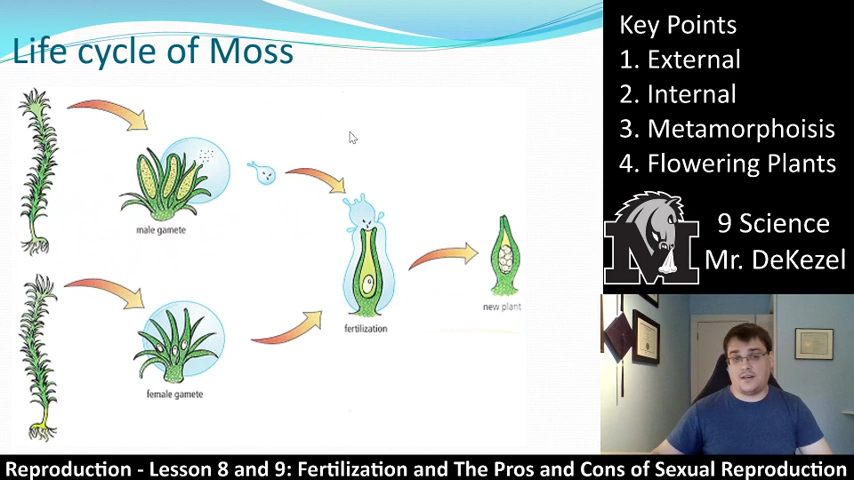 Life cycle of Moss
male gamete
female gamete
fertilization
new plant
Key Points
1. External
2. Internal
3. Metamorphoisis
4. Flowering Plants
M
9 Science
Mr. DeKezel
Reproduction - Lesson 8 and 9: Fertilization and The Pros and Cons of Sexual Reproduction